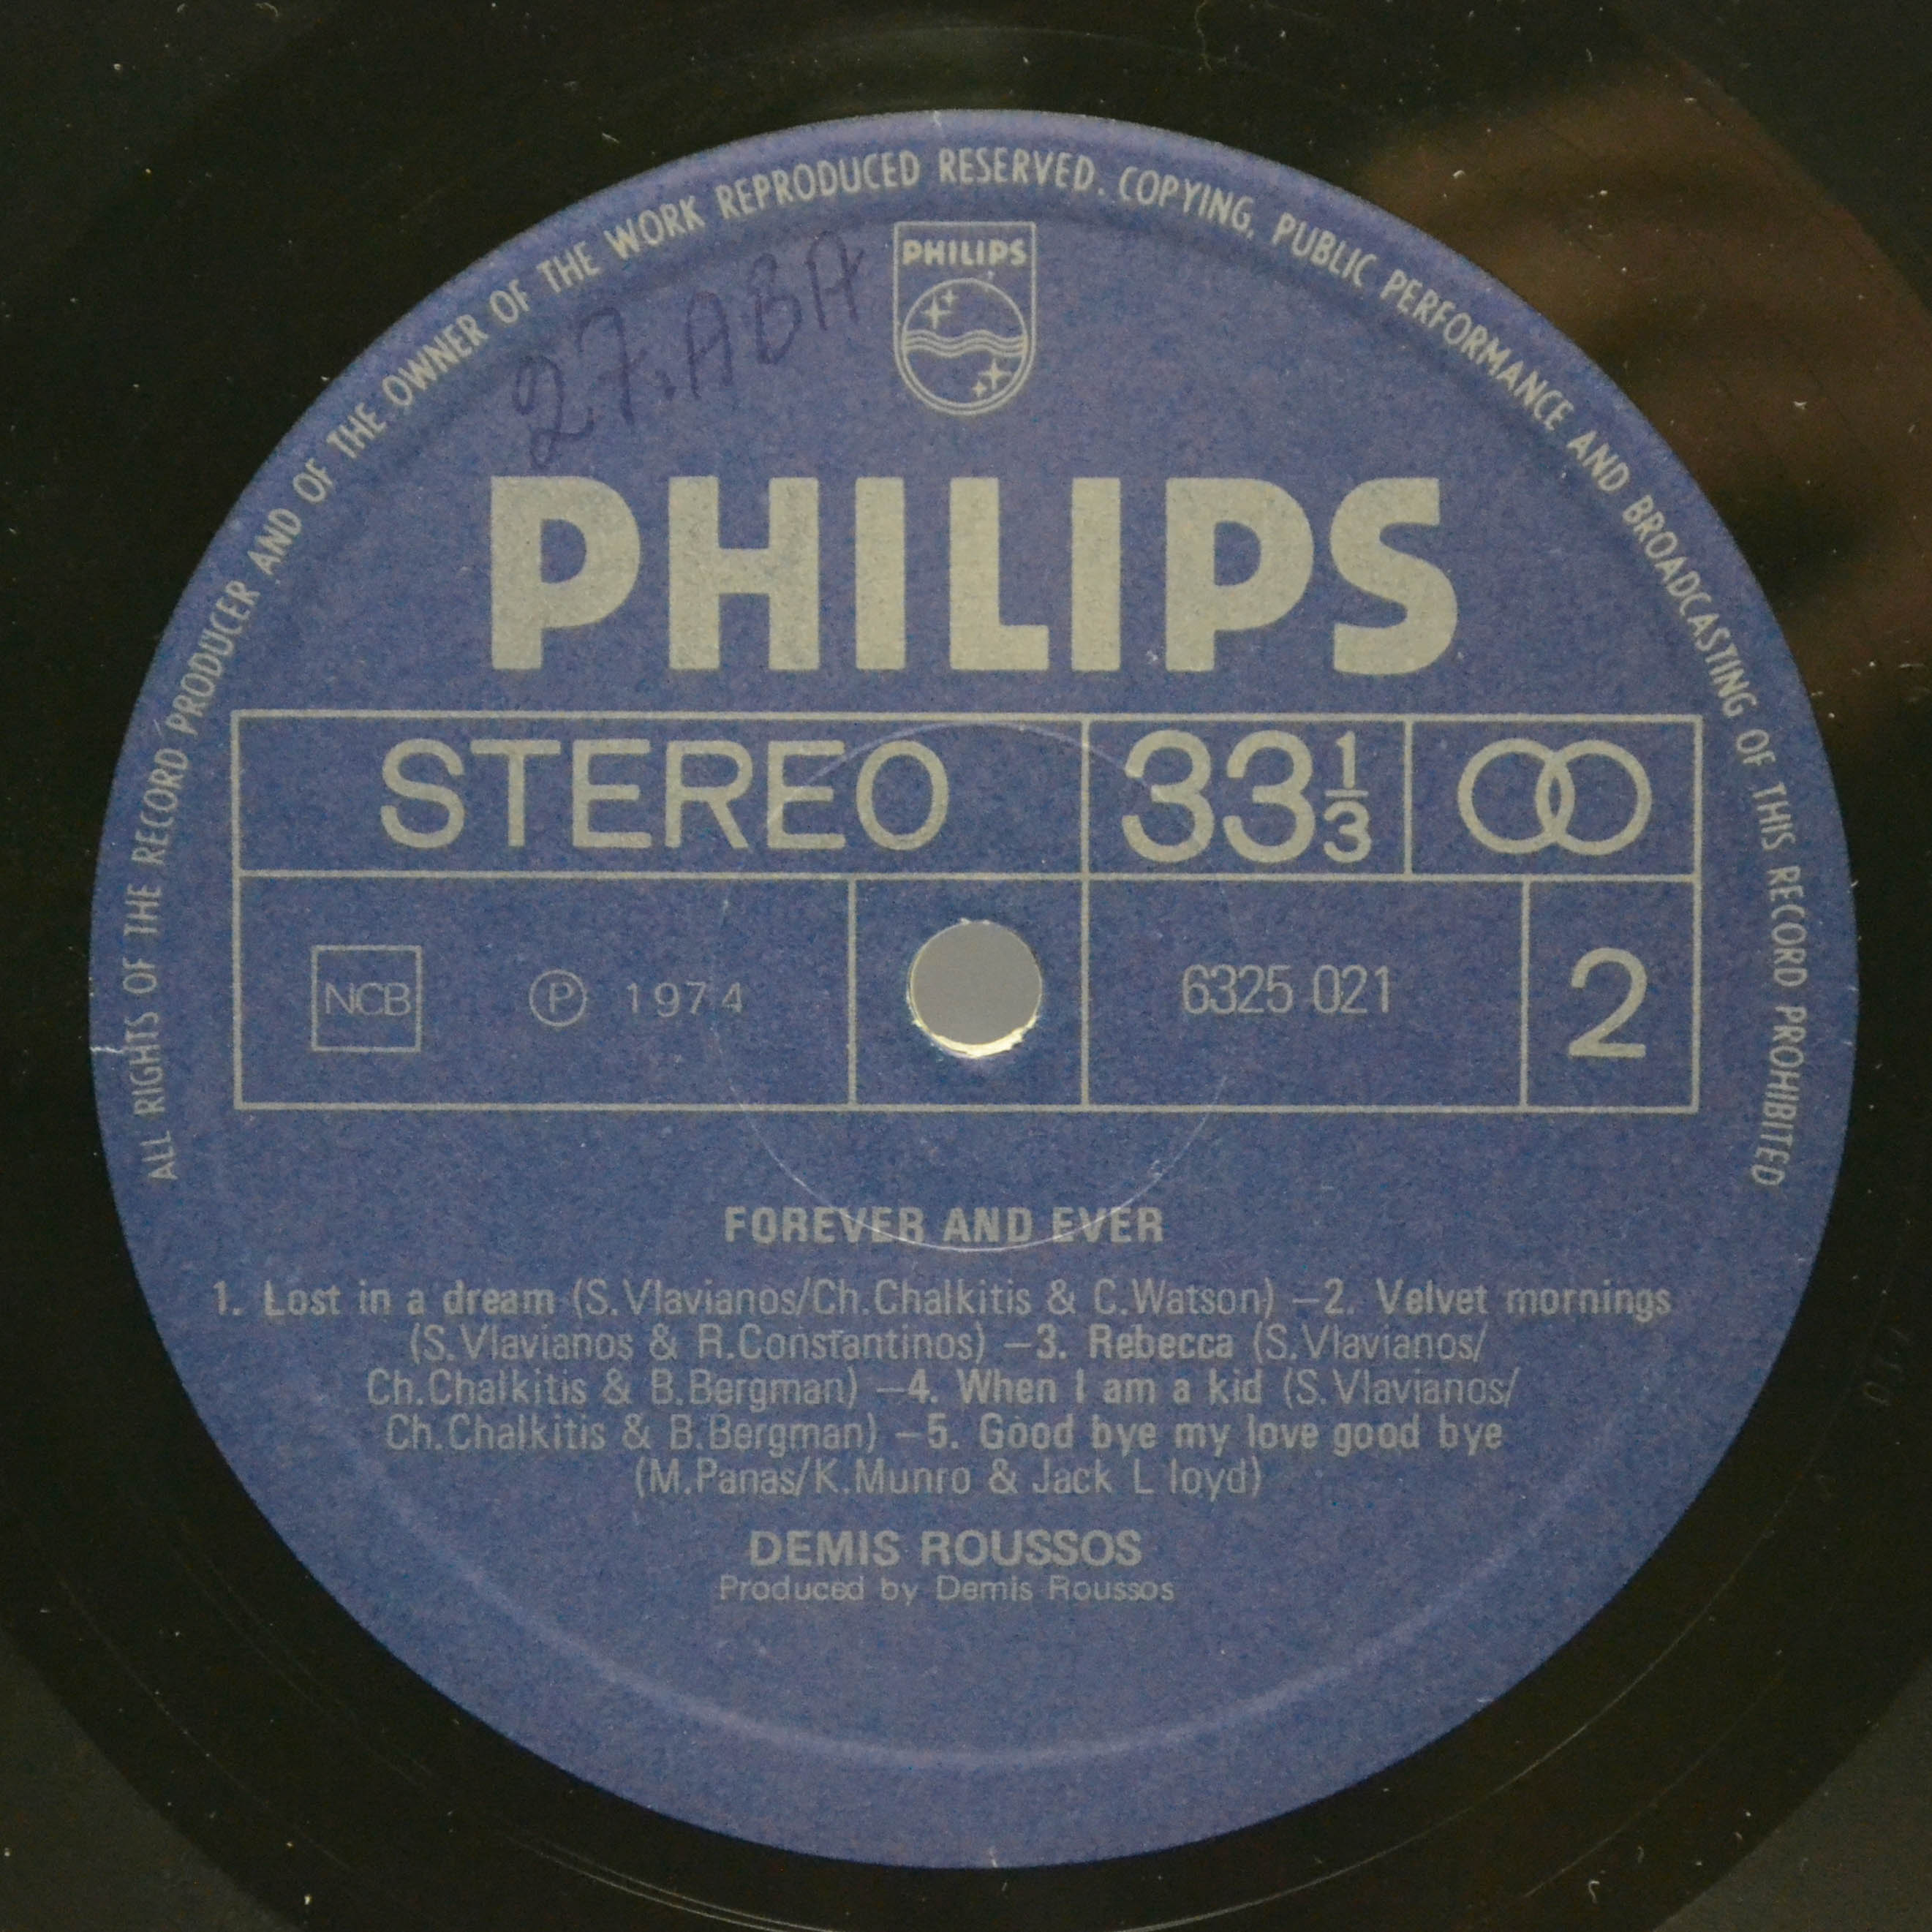 ALL RIGHTS OF THE RECORD PRODUCER AND OF THE OWNER OF THE WORK REPRODUCED RESERVED. COPYING, PUBLIC PERFORMANCE AND BROADCASTING OF THIS RECORD PROHIBITED
27.ABA
PHILIPS
PHILIPS
STEREO 33 1/3
NCB Ⓟ 1974 6325 021 2
FOREVER AND EVER
1. Lost in a dream (S.Vlavianos/Ch.Chalkitis & C.Watson) —2. Velvet mornings
(S.Vlavianos & R.Constantinos) —3. Rebecca (S.Vlavianos/
Ch.Chalkitis & B.Bergman) —4. When I am a kid (S.Vlavianos/
Ch.Chalkitis & B.Bergman) —5. Good bye my love good bye
(M.Panas/K.Munro & Jack L loyd)
DEMIS ROUSSOS
Produced by Demis Roussos